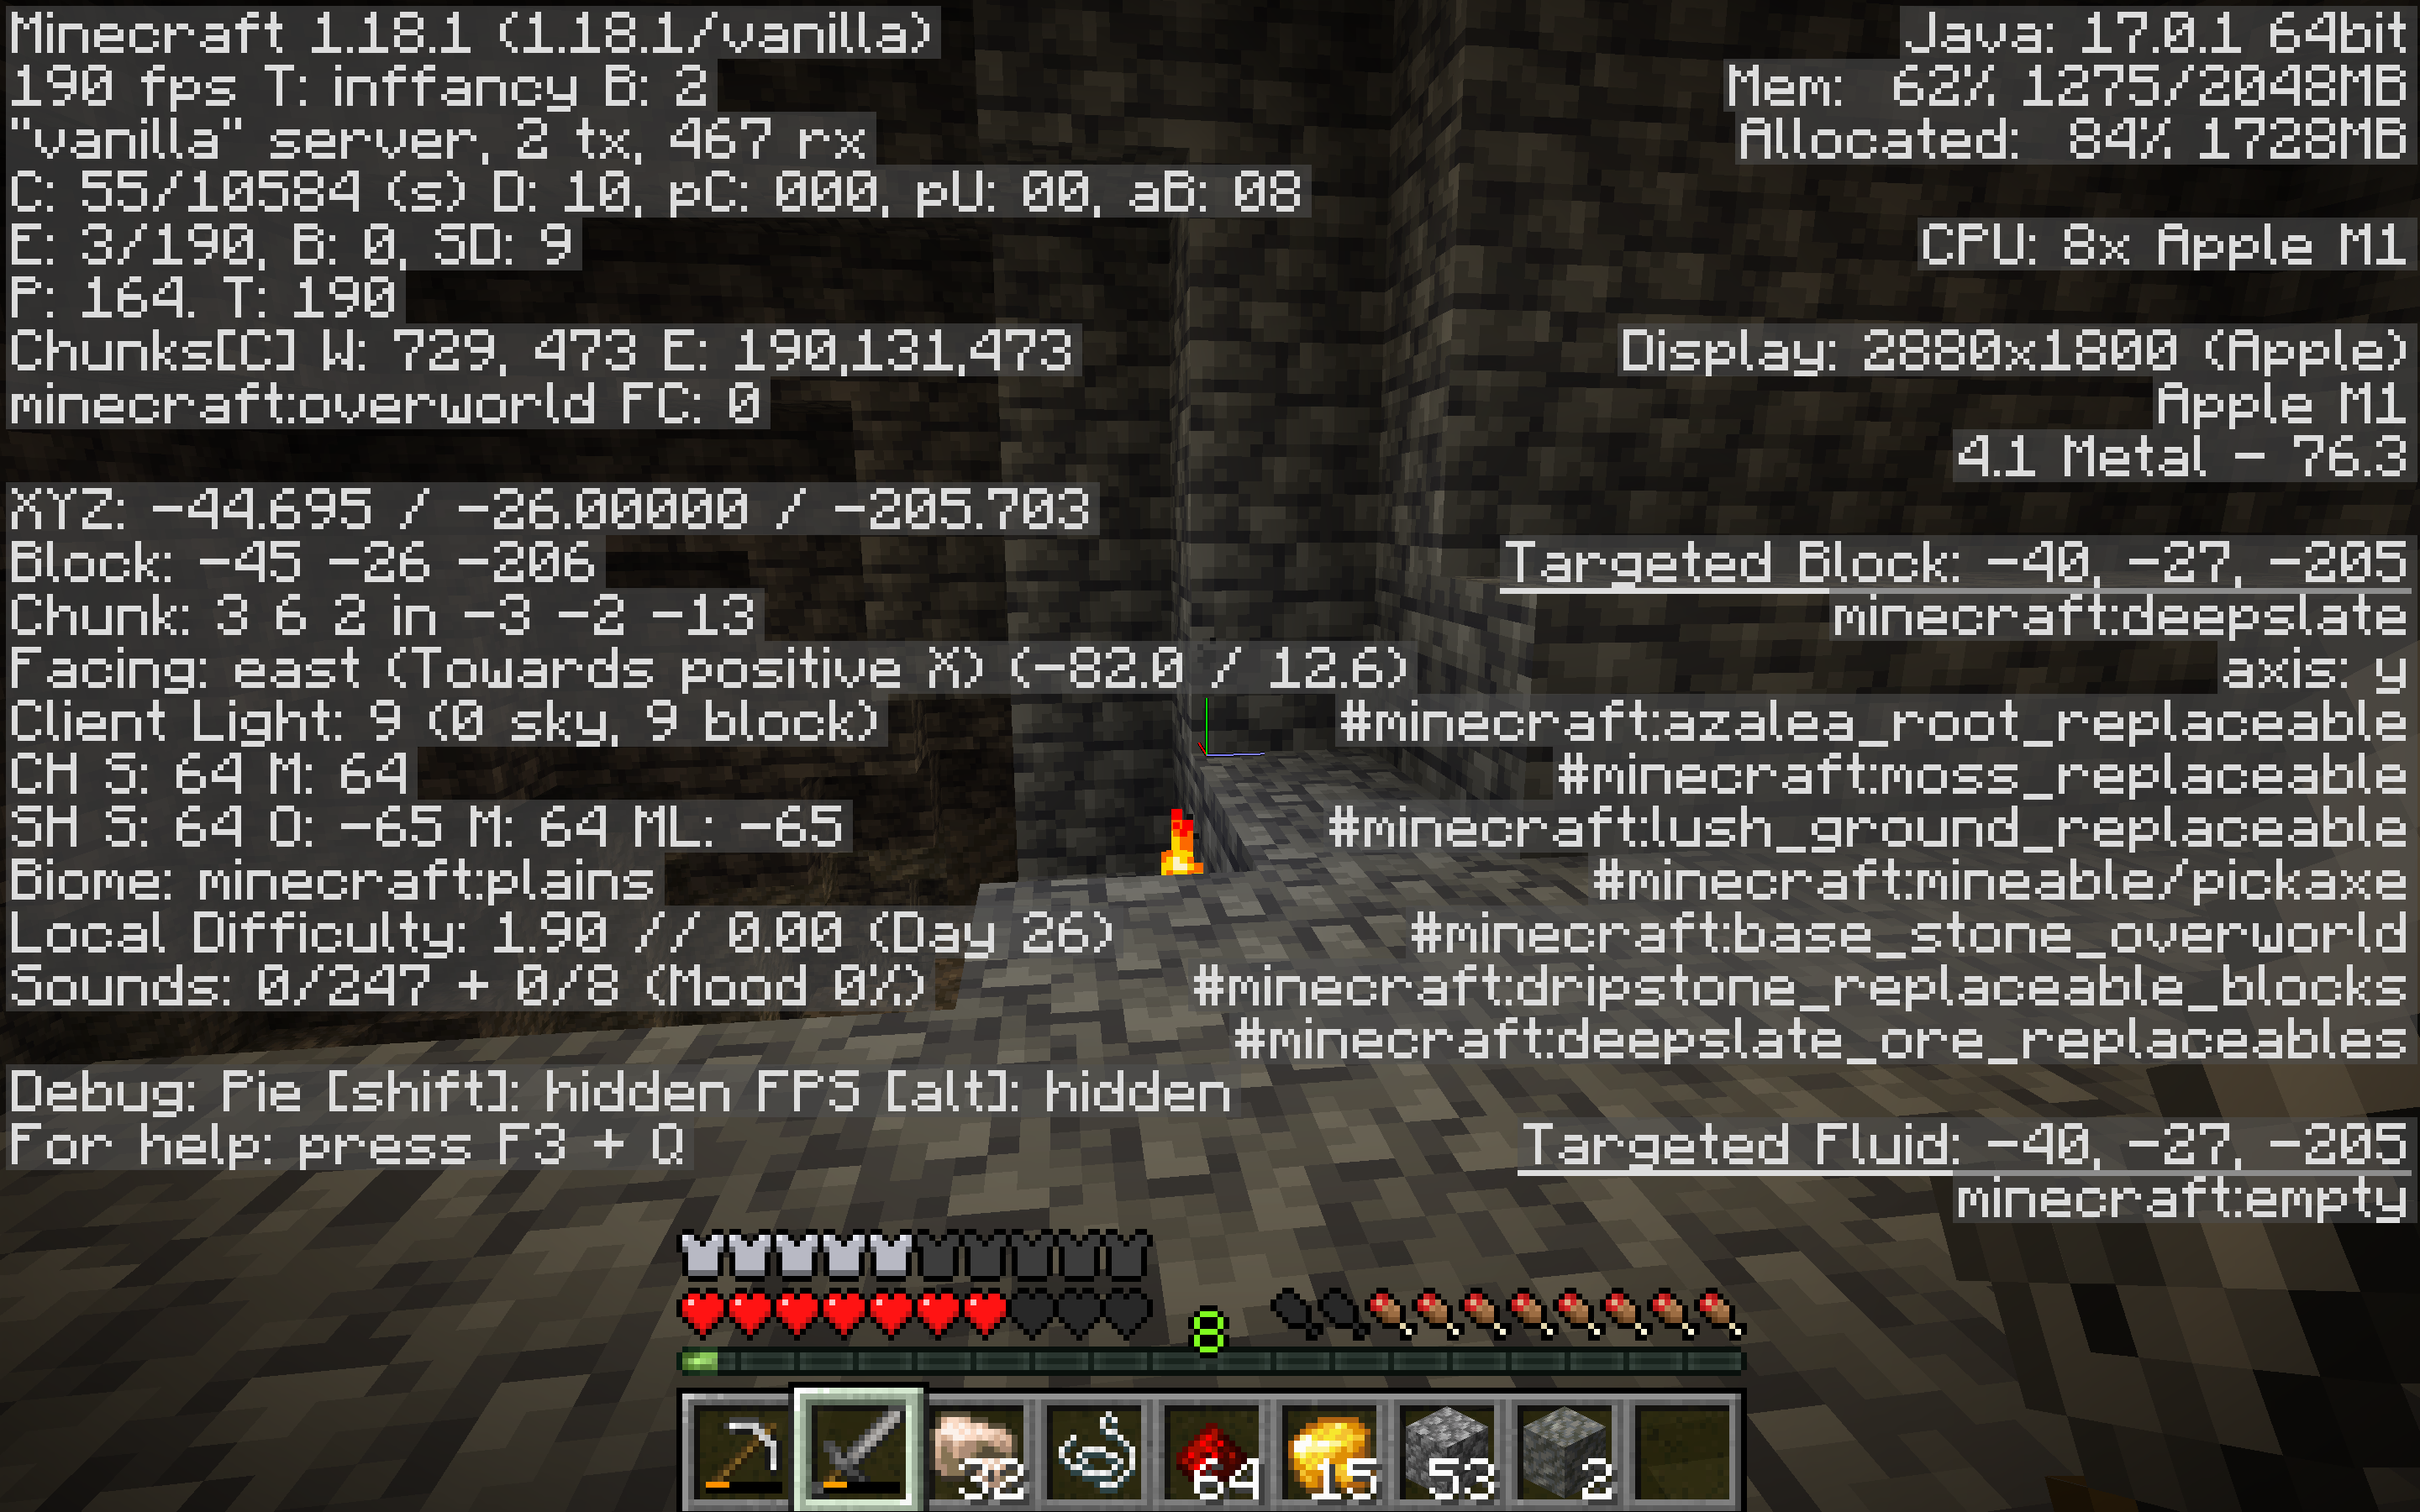 Minecraft 1.18.1 (1.18.1/vanilla)
190 fps T: inffancy B: 2
"vanilla" server, 2 tx, 467 rx
C: 55/10584 (s) D: 10, pC: 000, pU: 00, aB: 08
E: 3/190, B: 0, SD: 9
P: 164. T: 190
Chunks[C] W: 729, 473 E: 190,131,473
minecraft:overworld FC: 0
XYZ: -44.695 / -26.00000 / -205.703
Block: -45 -26 -206
Chunk: 3 6 2 in -3 -2 -13
Facing: east (Towards positive X) (-82.0 / 12.6)
Client Light: 9 (0 sky, 9 block)
CH S: 64 M: 64
SH S: 64 O: -65 M: 64 ML: -65
Biome: minecraft:plains
Local Difficulty: 1.90 // 0.00 (Day 26)
Sounds: 0/247 + 0/8 (Mood 0%)
Debug: Pie [shift]: hidden FPS [alt]: hidden
For help: press F3 + Q
Java: 17.0.1 64bit
Mem: 62% 1275/2048MB
Allocated: 84% 1728MB
CPU: 8x Apple M1
Display: 2880x1800 (Apple)
Apple M1
4.1 Metal - 76.3
Targeted Block: -40, -27, -205
minecraft:deepslate
axis: y
#minecraft:azalea_root_replaceable
#minecraft:moss_replaceable
#minecraft:lush_ground_replaceable
#minecraft:mineable/pickaxe
#minecraft:base_stone_overworld
#minecraft:dripstone_replaceable_blocks
#minecraft:deepslate_ore_replaceables
Targeted Fluid: -40, -27, -205
minecraft:empty
8
32 64 15 53 2